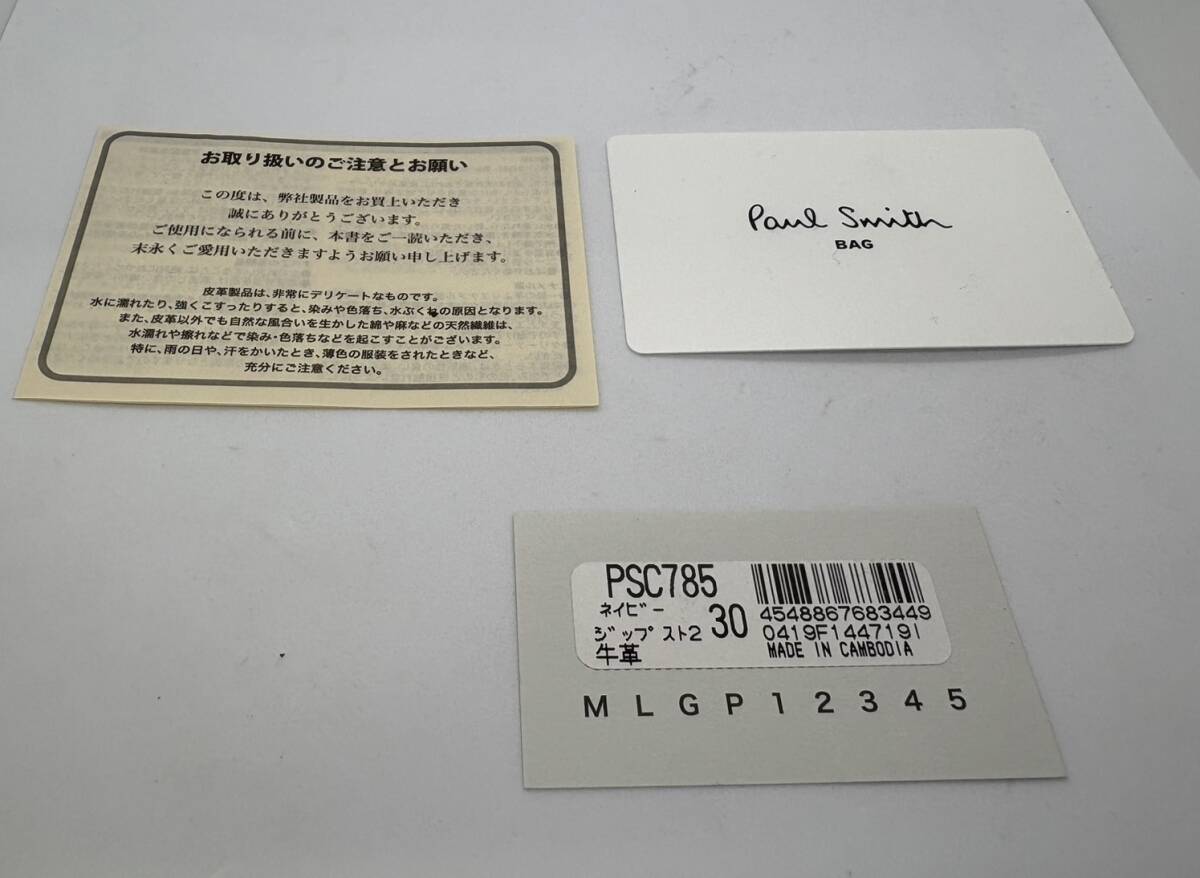 お取り扱いのご注意とお願い
この度は、弊社製品をお買上いただき
誠にありがとうございます。
ご使用になられる前に、本書をご一読いただき、
末永くご愛用いただきますようお願い申し上げます。
皮革製品は、非常にデリケートなものです。
水に濡れたり、強くこすったりすると、染みや色落ち、水ぶくれの原因となります。
また、皮革以外でも自然な風合いを生かした綿や麻などの天然繊維は、
水濡れや擦れなどで染み・色落ちなどを起こすことがございます。
特に、雨の日や、汗をかいたとき、薄色の服装をされたときなど、
充分にご注意ください。
Paul Smith
BAG
PSC785
ネイビー
ジップスト2
30
牛革
4548867683449
0419F144719I
MADE IN CAMBODIA
M L G P 1 2 3 4 5